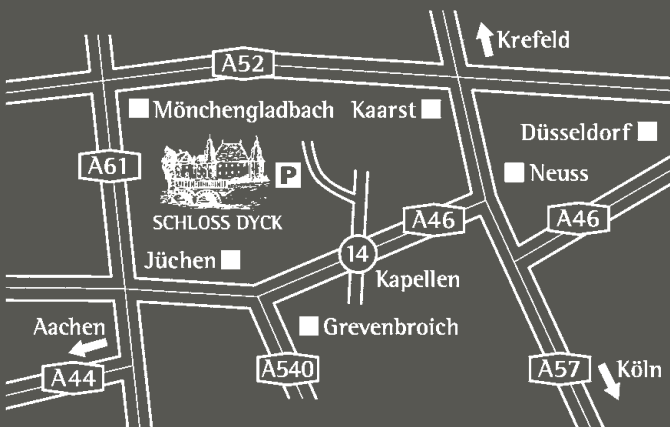 Krefeld
A52
Mönchengladbach
Kaarst
Düsseldorf
A61
P
Neuss
SCHLOSS DYCK
A46
A46
Jüchen
14
Kapellen
Aachen
Grevenbroich
A44
A540
A57
Köln